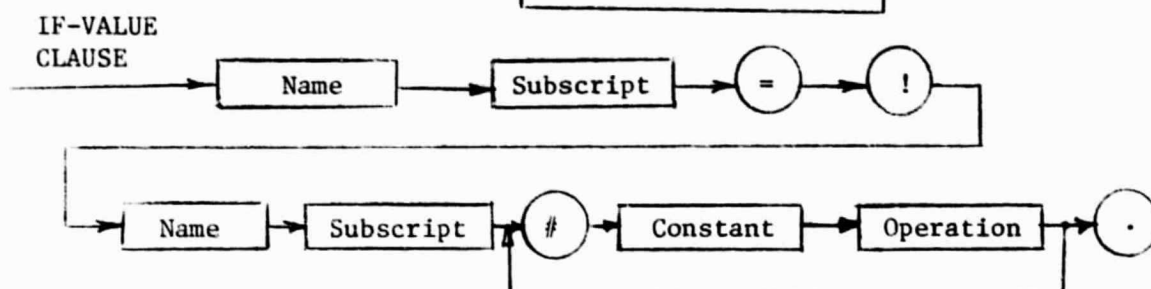 IF-VALUE
CLAUSE
Name Subscript = !
Name Subscript # Constant Operation .